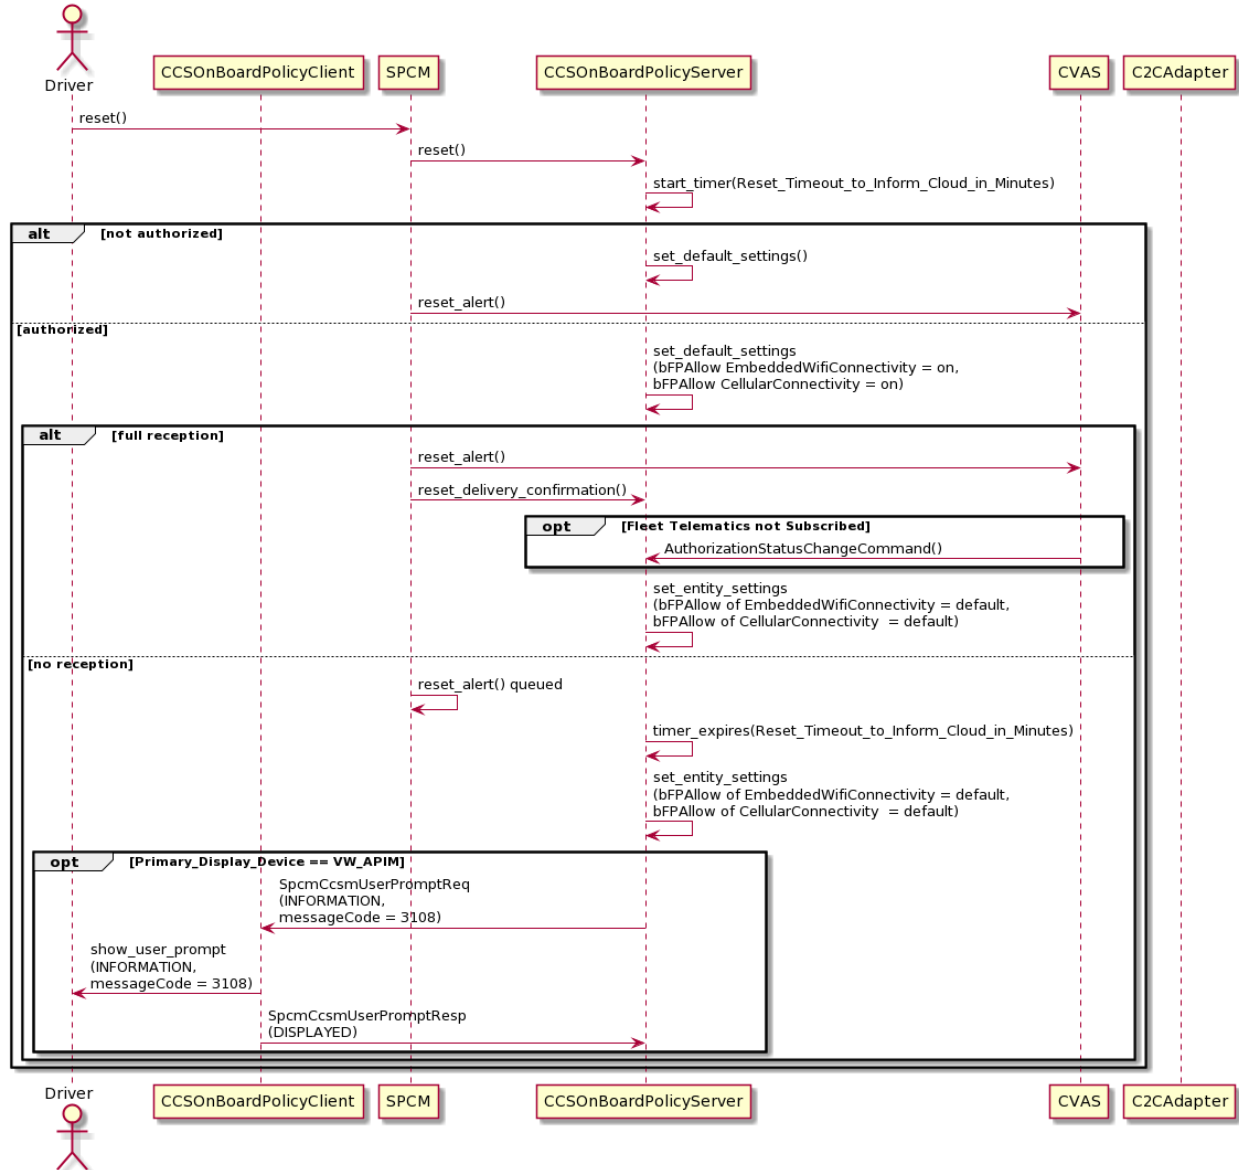 Driver
CCSOnBoardPolicyClient
SPCM
CCSOnBoardPolicyServer
CVAS
C2CAdapter
reset()
reset()
start_timer(Reset_Timeout_to_Inform_Cloud_in_Minutes)
alt
[not authorized]
set_default_settings()
reset_alert()
[authorized]
set_default_settings
(bFPAllow EmbeddedWifiConnectivity = on,
bFPAllow CellularConnectivity = on)
alt
[full reception]
reset_alert()
reset_delivery_confirmation()
opt
[Fleet Telematics not Subscribed]
AuthorizationStatusChangeCommand()
set_entity_settings
(bFPAllow of EmbeddedWifiConnectivity = default,
bFPAllow of CellularConnectivity  = default)
[no reception]
reset_alert() queued
timer_expires(Reset_Timeout_to_Inform_Cloud_in_Minutes)
set_entity_settings
(bFPAllow of EmbeddedWifiConnectivity = default,
bFPAllow of CellularConnectivity  = default)
opt
[Primary_Display_Device == VW_APIM]
SpcmCcsmUserPromptReq
(INFORMATION,
messageCode = 3108)
show_user_prompt
(INFORMATION,
messageCode = 3108)
SpcmCcsmUserPromptResp
(DISPLAYED)
Driver
CCSOnBoardPolicyClient
SPCM
CCSOnBoardPolicyServer
CVAS
C2CAdapter